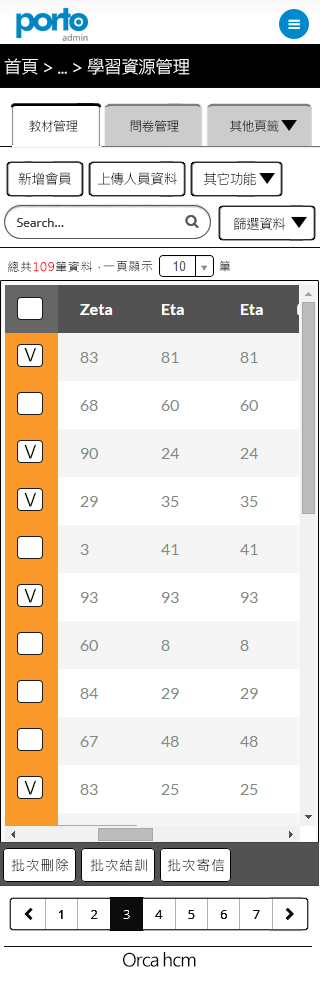 porto
admin
首頁 > ... > 學習資源管理
教材管理 問卷管理 其他頁籤
新增會員 上傳人員資料 其它功能
Search... 篩選資料
總共109筆資料 · 一頁顯示 10 筆
Zeta Eta Eta
V 83 81 81
68 60 60
V 90 24 24
V 29 35 35
3 41 41
V 93 93 93
60 8 8
84 29 29
67 48 48
V 83 25 25
批次刪除 批次結訓 批次寄信
1 2 3 4 5 6 7
Orca hcm